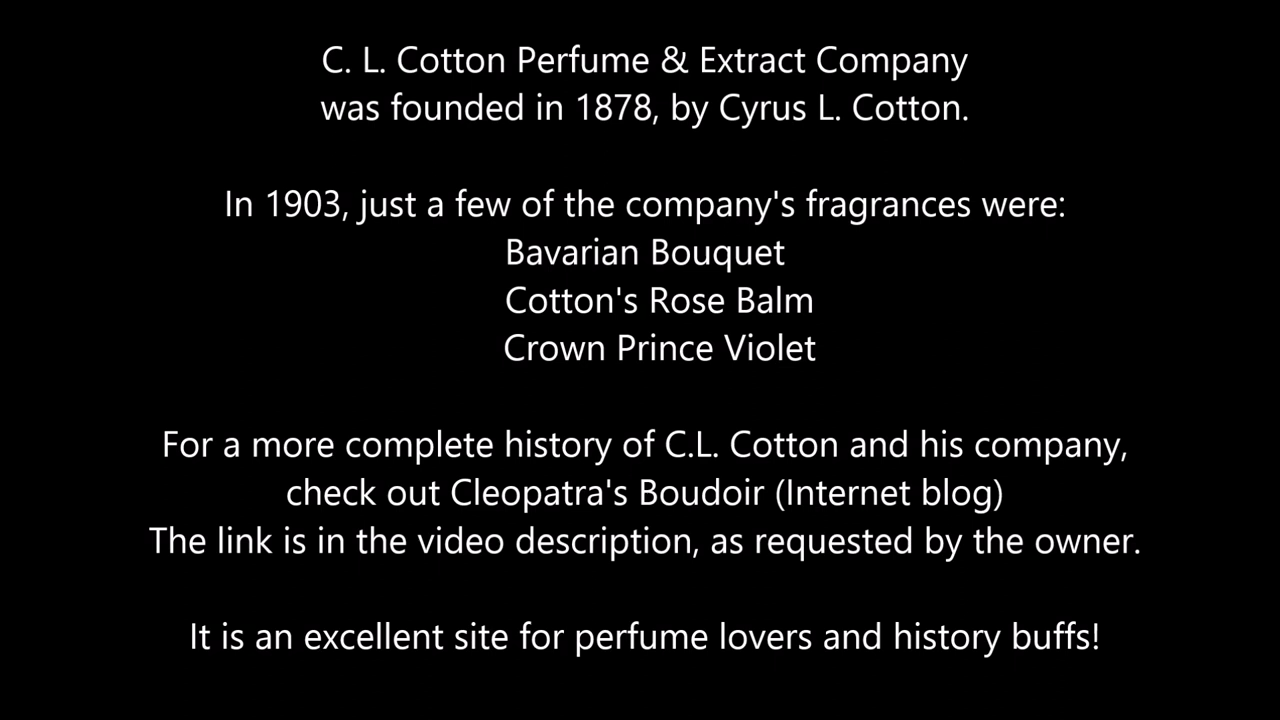 C. L. Cotton Perfume & Extract Company
was founded in 1878, by Cyrus L. Cotton.
In 1903, just a few of the company's fragrances were:
Bavarian Bouquet
Cotton's Rose Balm
Crown Prince Violet
For a more complete history of C.L. Cotton and his company,
check out Cleopatra's Boudoir (Internet blog)
The link is in the video description, as requested by the owner.
It is an excellent site for perfume lovers and history buffs!